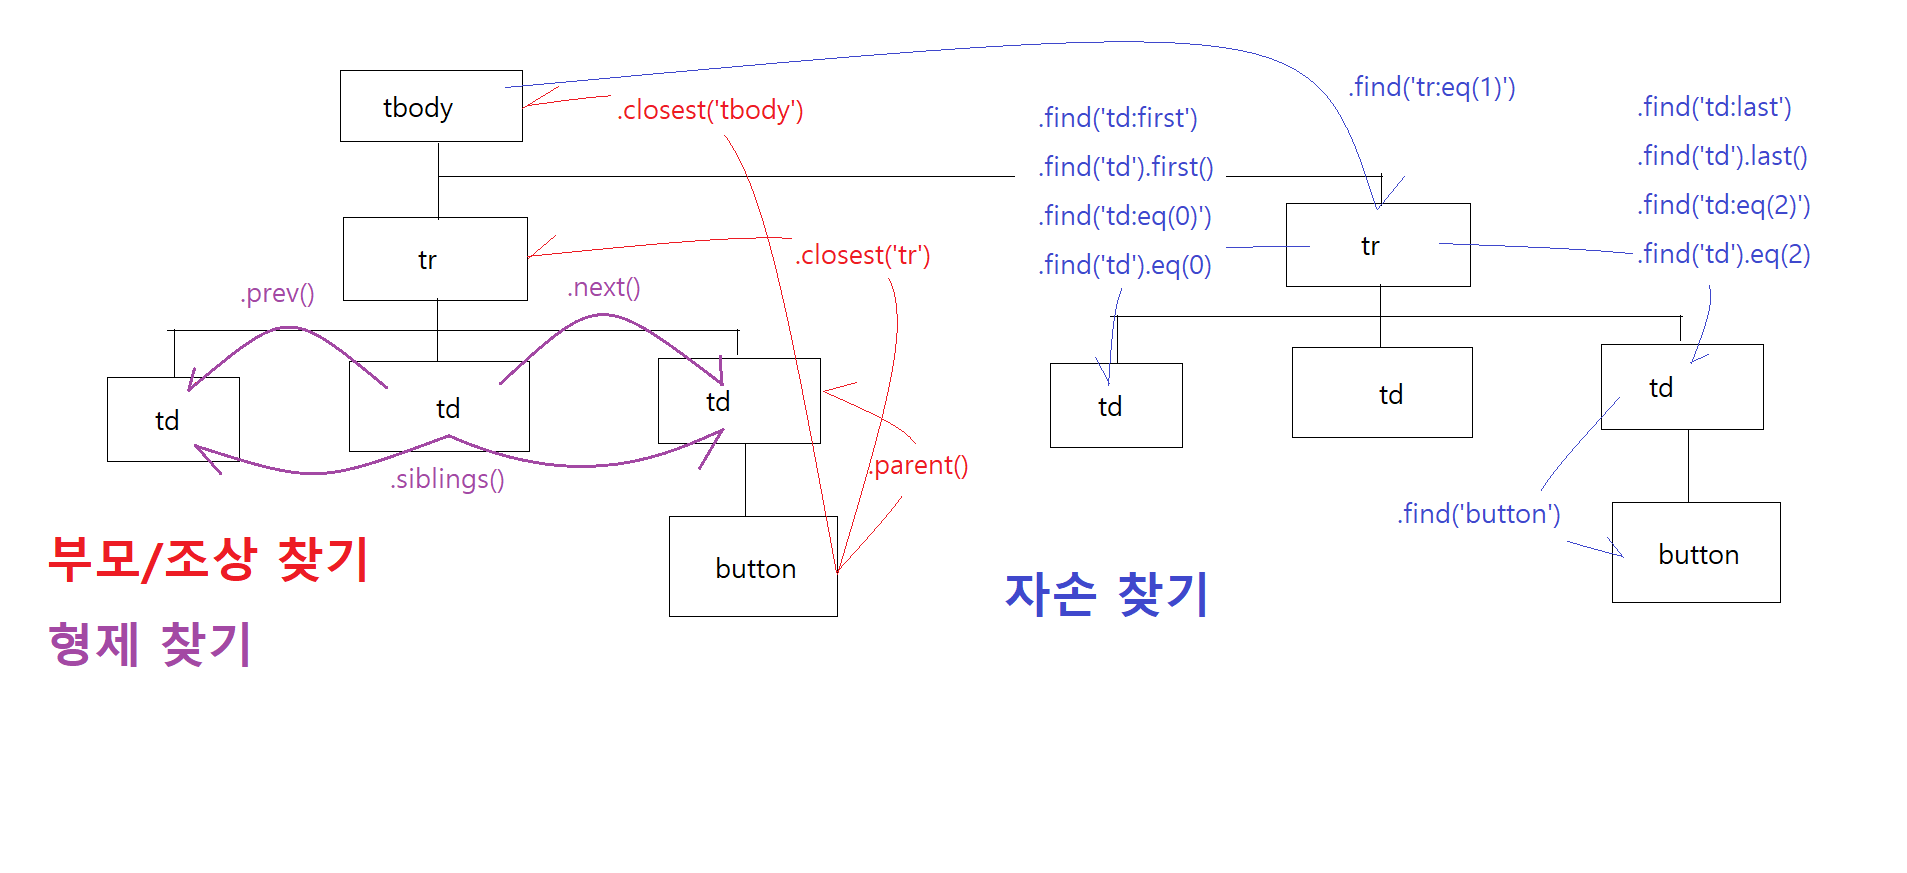 tbody
.closest('tbody')
.find('tr:eq(1)')
.find('td:first')
.find('td').first()
.find('td:eq(0)')
.find('td').eq(0)
.find('td:last')
.find('td').last()
.find('td:eq(2)')
.find('td').eq(2)
tr
.closest('tr')
tr
.prev()
.next()
td
td
td
.siblings()
.parent()
button
td
td
td
.find('button')
button
부모/조상 찾기
형제 찾기
자손 찾기